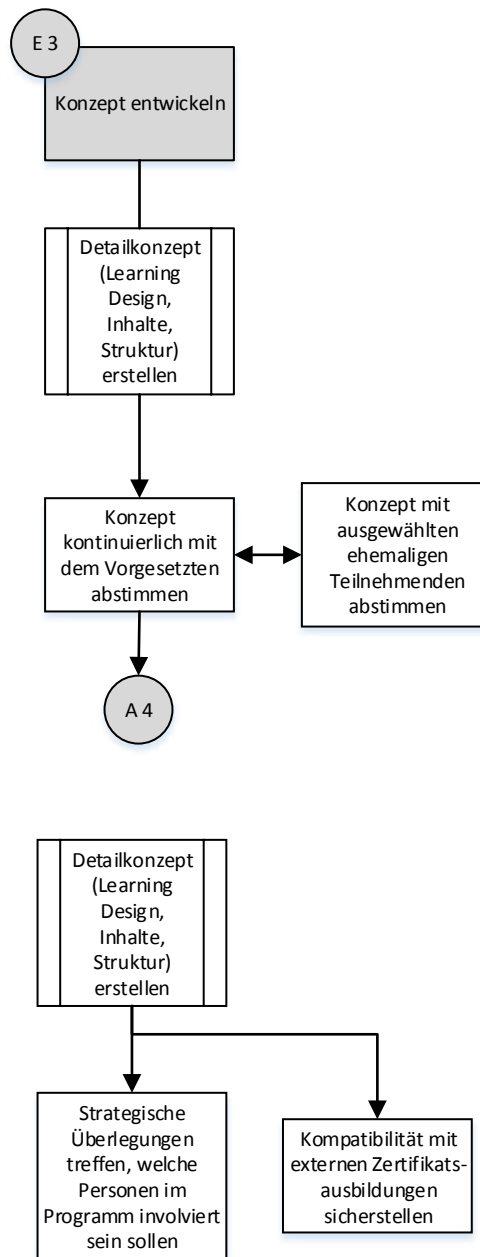 E 3
Konzept entwickeln
Detailkonzept
(Learning
Design,
Inhalte,
Struktur)
erstellen
Konzept
kontinuierlich mit
dem Vorgesetzten
abstimmen
Konzept mit
ausgewählten
ehemaligen
Teilnehmenden
abstimmen
A 4
Detailkonzept
(Learning
Design,
Inhalte,
Struktur)
erstellen
Strategische
Überlegungen
treffen, welche
Personen im
Programm involviert
sein sollen
Kompatibilität mit
externen Zertifikats-
ausbildungen
sicherstellen